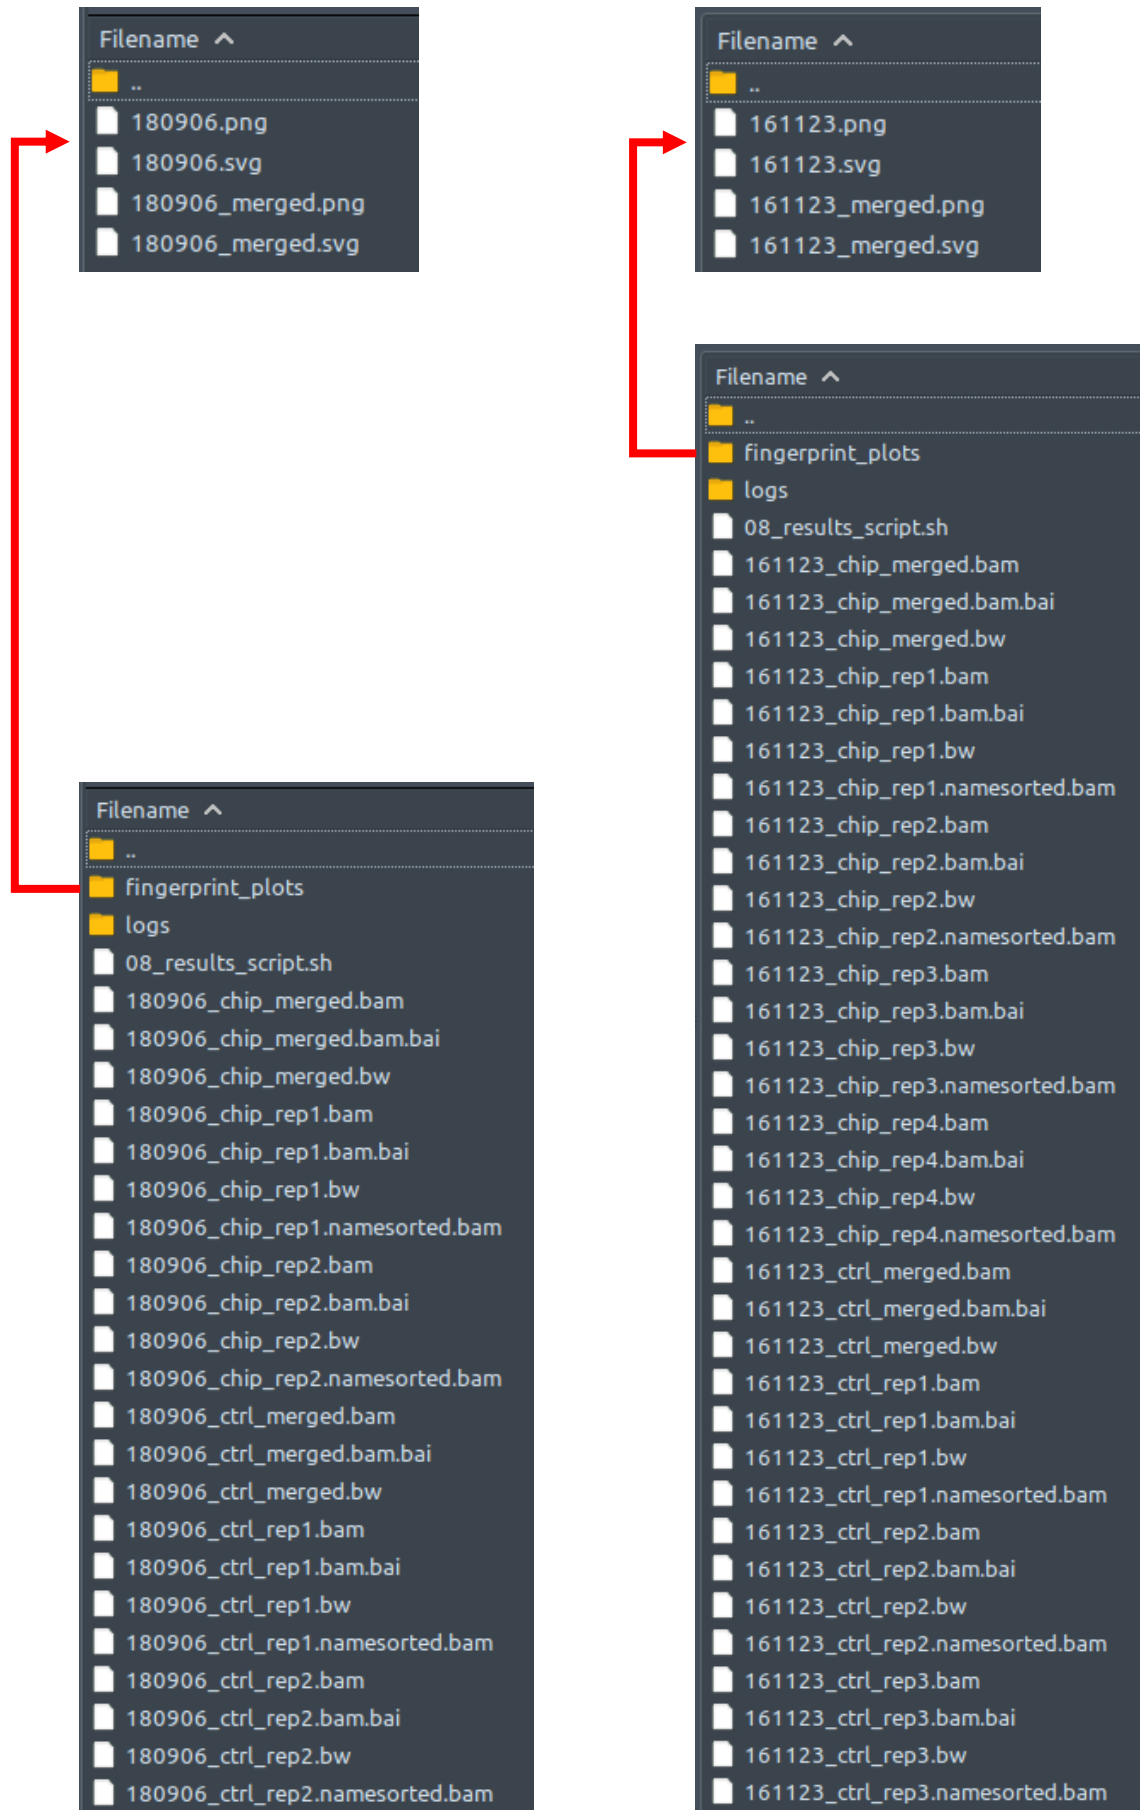 Filename
..
180906.png
180906.svg
180906_merged.png
180906_merged.svg
Filename
..
161123.png
161123.svg
161123_merged.png
161123_merged.svg
Filename
..
fingerprint_plots
logs
08_results_script.sh
180906_chip_merged.bam
180906_chip_merged.bam.bai
180906_chip_merged.bw
180906_chip_rep1.bam
180906_chip_rep1.bam.bai
180906_chip_rep1.bw
180906_chip_rep1.namesorted.bam
180906_chip_rep2.bam
180906_chip_rep2.bam.bai
180906_chip_rep2.bw
180906_chip_rep2.namesorted.bam
180906_ctrl_merged.bam
180906_ctrl_merged.bam.bai
180906_ctrl_merged.bw
180906_ctrl_rep1.bam
180906_ctrl_rep1.bam.bai
180906_ctrl_rep1.bw
180906_ctrl_rep1.namesorted.bam
180906_ctrl_rep2.bam
180906_ctrl_rep2.bam.bai
180906_ctrl_rep2.bw
180906_ctrl_rep2.namesorted.bam
Filename
..
fingerprint_plots
logs
08_results_script.sh
161123_chip_merged.bam
161123_chip_merged.bam.bai
161123_chip_merged.bw
161123_chip_rep1.bam
161123_chip_rep1.bam.bai
161123_chip_rep1.bw
161123_chip_rep1.namesorted.bam
161123_chip_rep2.bam
161123_chip_rep2.bam.bai
161123_chip_rep2.bw
161123_chip_rep2.namesorted.bam
161123_chip_rep3.bam
161123_chip_rep3.bam.bai
161123_chip_rep3.bw
161123_chip_rep3.namesorted.bam
161123_chip_rep4.bam
161123_chip_rep4.bam.bai
161123_chip_rep4.bw
161123_chip_rep4.namesorted.bam
161123_ctrl_merged.bam
161123_ctrl_merged.bam.bai
161123_ctrl_merged.bw
161123_ctrl_rep1.bam
161123_ctrl_rep1.bam.bai
161123_ctrl_rep1.bw
161123_ctrl_rep1.namesorted.bam
161123_ctrl_rep2.bam
161123_ctrl_rep2.bam.bai
161123_ctrl_rep2.bw
161123_ctrl_rep2.namesorted.bam
161123_ctrl_rep3.bam
161123_ctrl_rep3.bam.bai
161123_ctrl_rep3.bw
161123_ctrl_rep3.namesorted.bam